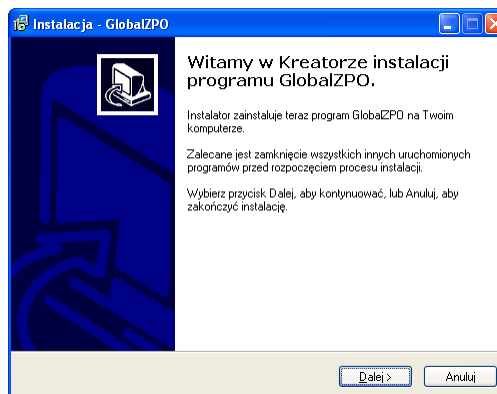 Instalacja - GlobalZPO
Witamy w Kreatorze instalacji
programu GlobalZPO.
Instalator zainstaluje teraz program GlobalZPO na Twoim
komputerze.
Zalecane jest zamknięcie wszystkich innych uruchomionych
programów przed rozpoczęciem procesu instalacji.
Wybierz przycisk Dalej, aby kontynuować, lub Anuluj, aby
zakończyć instalację.
Dalej >
Anuluj